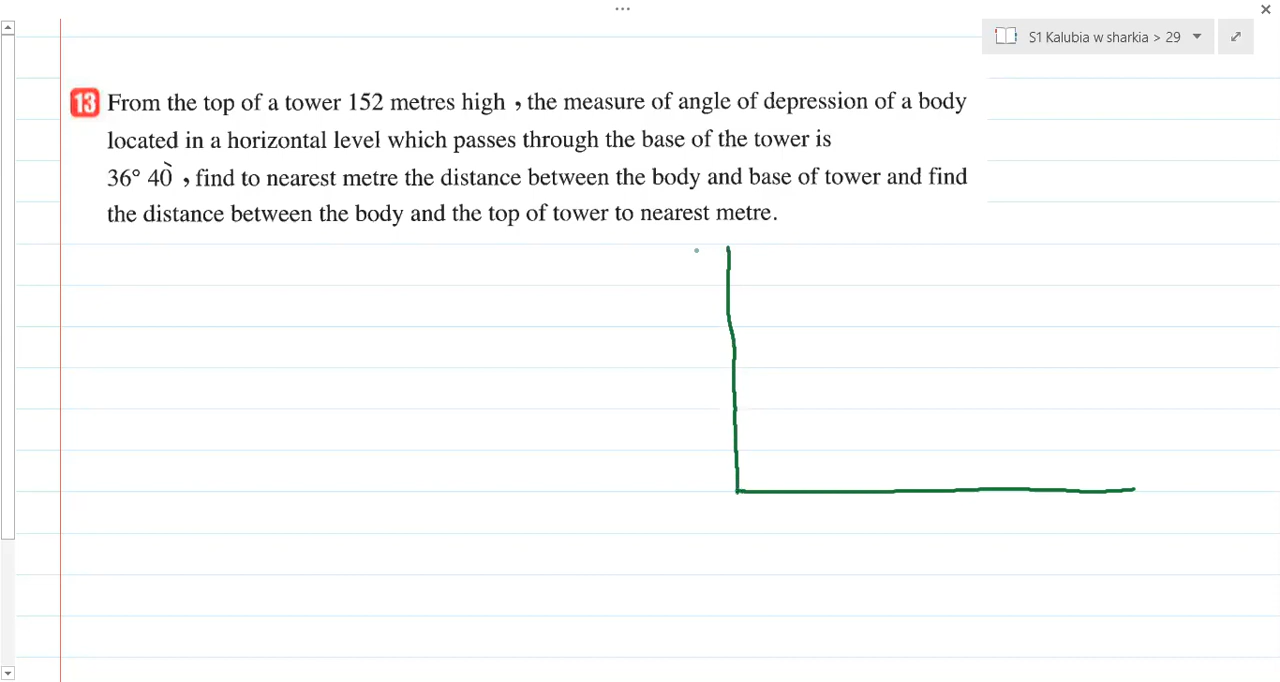 S1 Kalubia w sharkia > 29
13 From the top of a tower 152 metres high , the measure of angle of depression of a body
located in a horizontal level which passes through the base of the tower is
36° 40̀ , find to nearest metre the distance between the body and base of tower and find
the distance between the body and the top of tower to nearest metre.